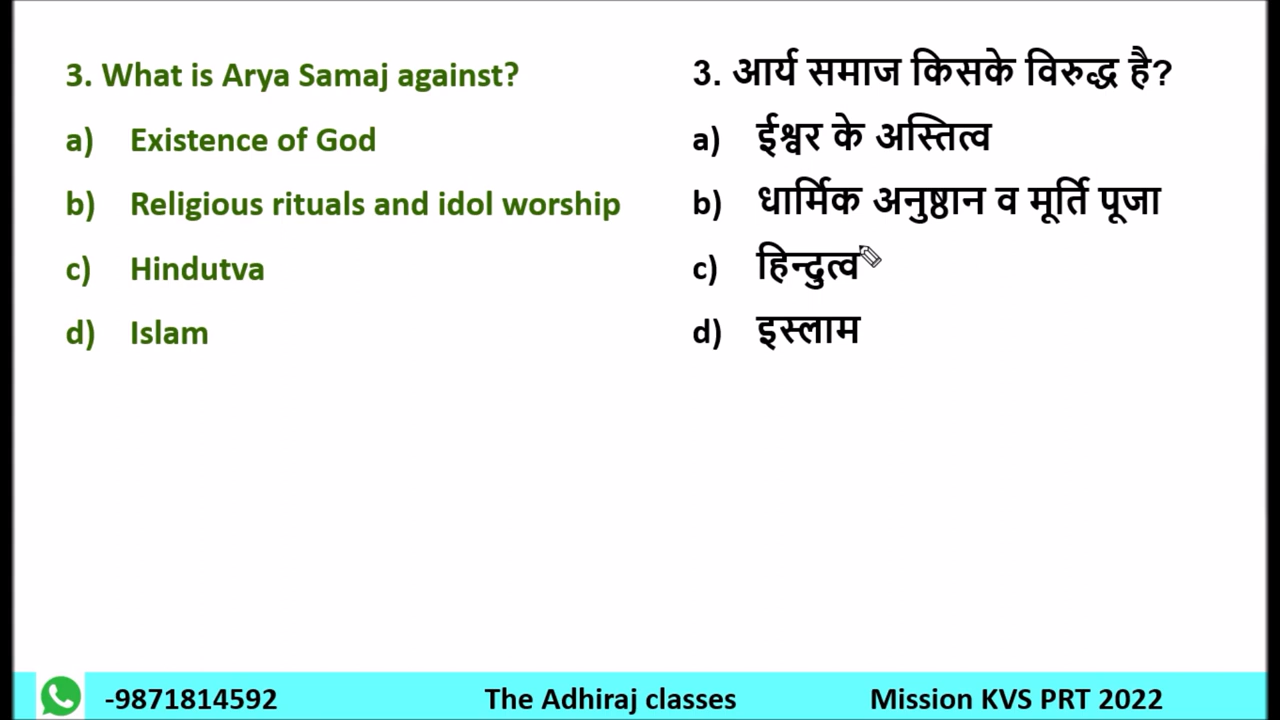 3. What is Arya Samaj against?
a) Existence of God
b) Religious rituals and idol worship
c) Hindutva
d) Islam
3. आर्य समाज किसके विरुद्ध है?
a) ईश्वर के अस्तित्व
b) धार्मिक अनुष्ठान व मूर्ति पूजा
c) हिन्दुत्व
d) इस्लाम
-9871814592 The Adhiraj classes Mission KVS PRT 2022